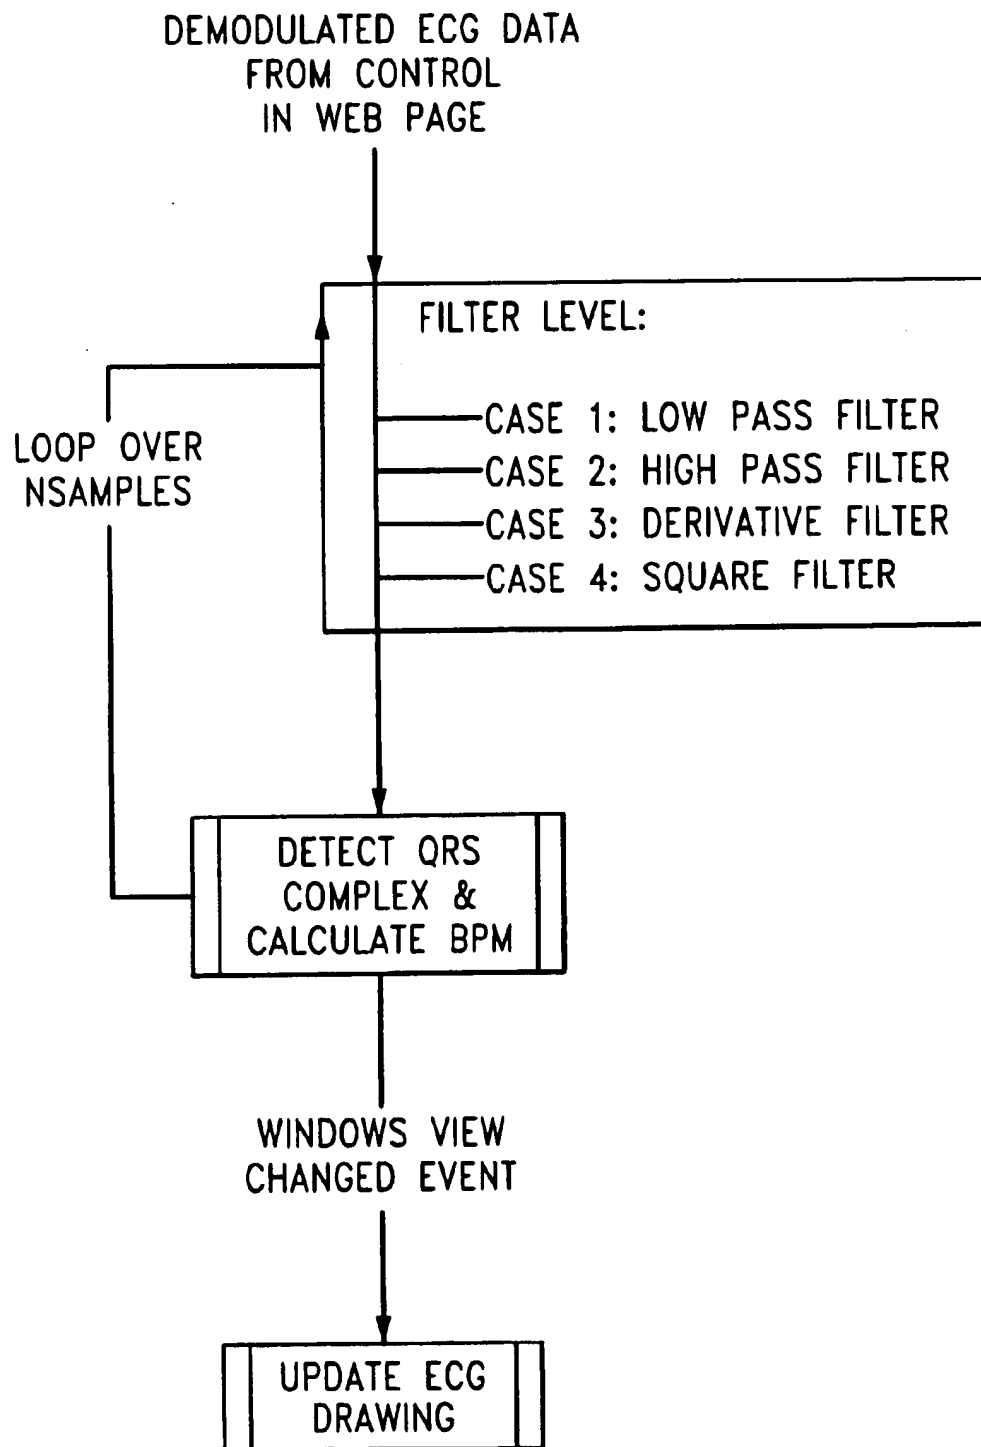 DEMODULATED ECG DATA
FROM CONTROL
IN WEB PAGE
FILTER LEVEL:
CASE 1: LOW PASS FILTER
CASE 2: HIGH PASS FILTER
CASE 3: DERIVATIVE FILTER
CASE 4: SQUARE FILTER
LOOP OVER
NSAMPLES
DETECT QRS
COMPLEX &
CALCULATE BPM
WINDOWS VIEW
CHANGED EVENT
UPDATE ECG
DRAWING